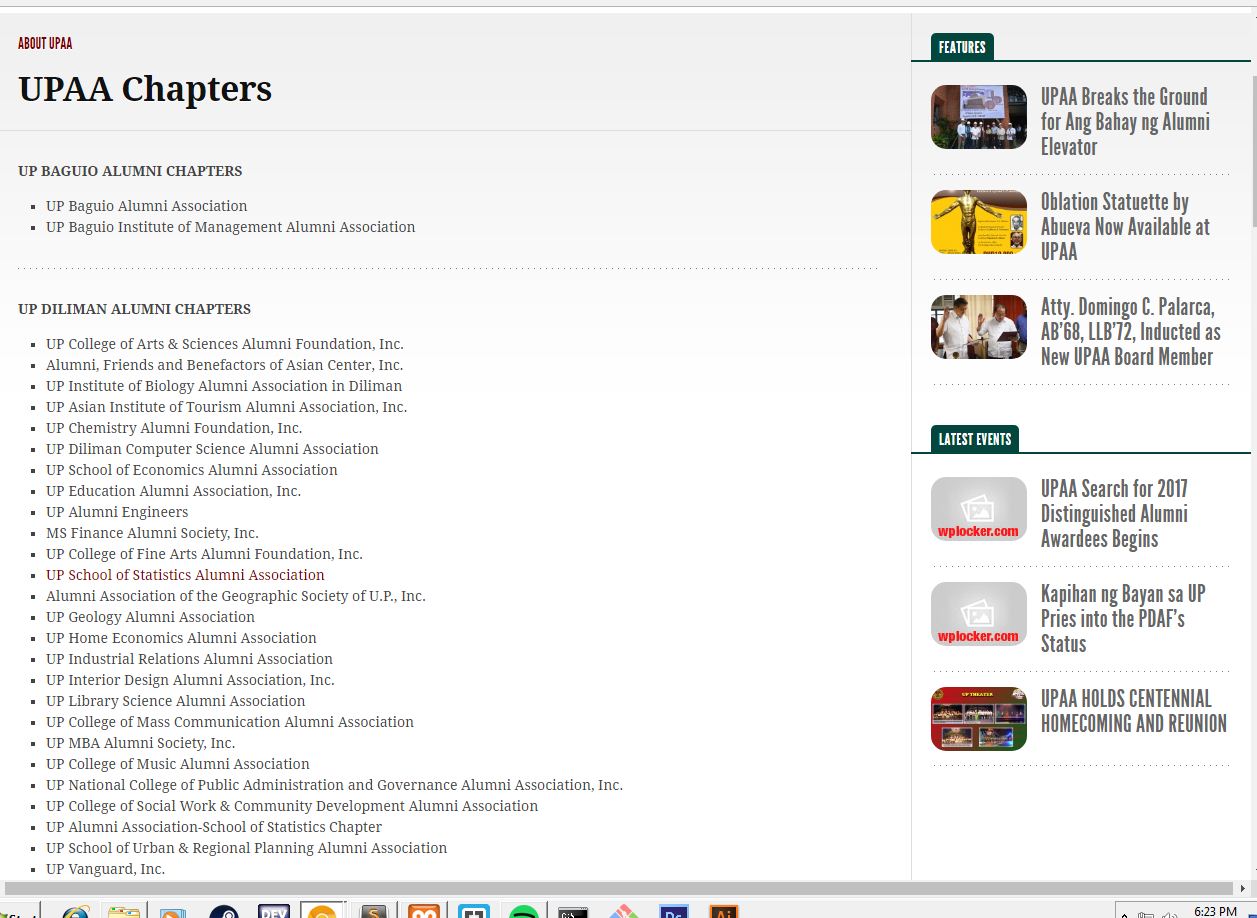 ABOUT UPAA
UPAA Chapters
UP BAGUIO ALUMNI CHAPTERS
UP Baguio Alumni Association
UP Baguio Institute of Management Alumni Association
UP DILIMAN ALUMNI CHAPTERS
UP College of Arts & Sciences Alumni Foundation, Inc.
Alumni, Friends and Benefactors of Asian Center, Inc.
UP Institute of Biology Alumni Association in Diliman
UP Asian Institute of Tourism Alumni Association, Inc.
UP Chemistry Alumni Foundation, Inc.
UP Diliman Computer Science Alumni Association
UP School of Economics Alumni Association
UP Education Alumni Association, Inc.
UP Alumni Engineers
MS Finance Alumni Society, Inc.
UP College of Fine Arts Alumni Foundation, Inc.
UP School of Statistics Alumni Association
Alumni Association of the Geographic Society of U.P., Inc.
UP Geology Alumni Association
UP Home Economics Alumni Association
UP Industrial Relations Alumni Association
UP Interior Design Alumni Association, Inc.
UP Library Science Alumni Association
UP College of Mass Communication Alumni Association
UP MBA Alumni Society, Inc.
UP College of Music Alumni Association
UP National College of Public Administration and Governance Alumni Association, Inc.
UP College of Social Work & Community Development Alumni Association
UP Alumni Association-School of Statistics Chapter
UP School of Urban & Regional Planning Alumni Association
UP Vanguard, Inc.
FEATURES
UPAA Breaks the Ground
for Ang Bahay ng Alumni
Elevator
Oblation Statuette by
Abueva Now Available at
UPAA
Atty. Domingo C. Palarca,
AB’68, LLB’72, Inducted as
New UPAA Board Member
LATEST EVENTS
wplocker.com
UPAA Search for 2017
Distinguished Alumni
Awardees Begins
wplocker.com
Kapihan ng Bayan sa UP
Pries into the PDAF’s
Status
UP THEATER
UPAA HOLDS CENTENNIAL
HOMECOMING AND REUNION
DEV
S
Ps
Ai
6:23 PM